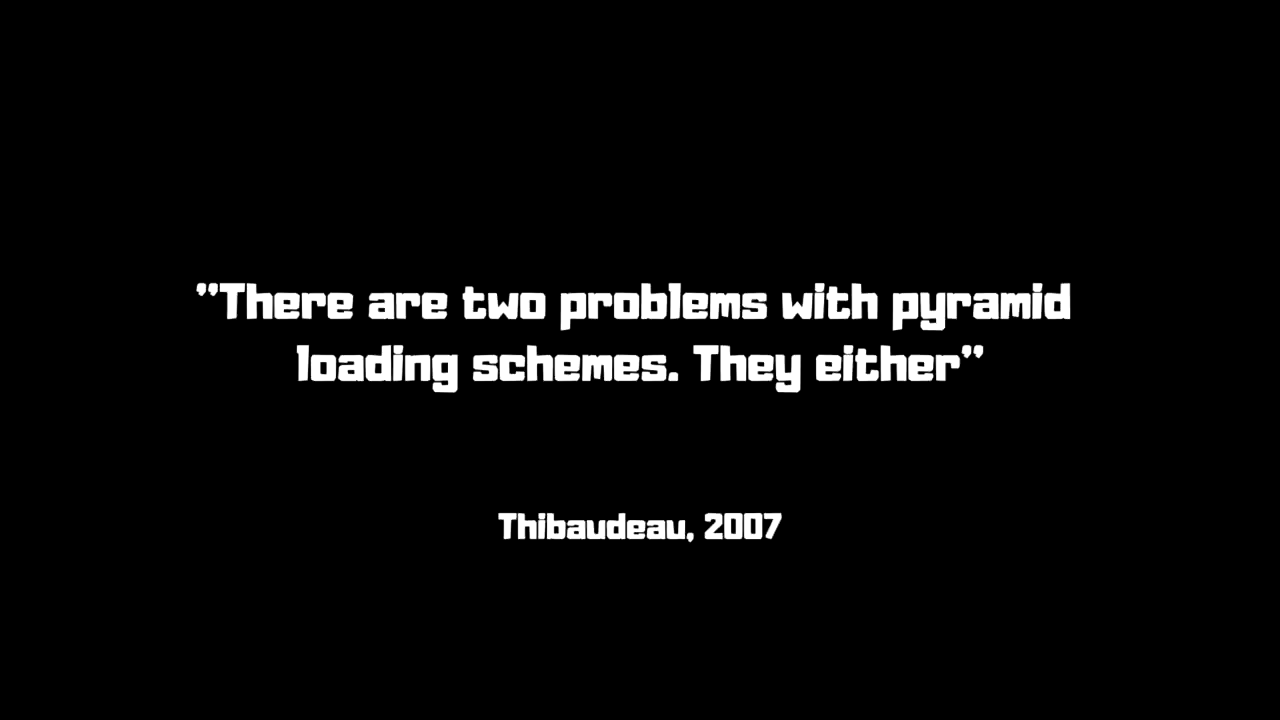 "There are two problems with pyramid
loading schemes. They either"
Thibaudeau, 2007